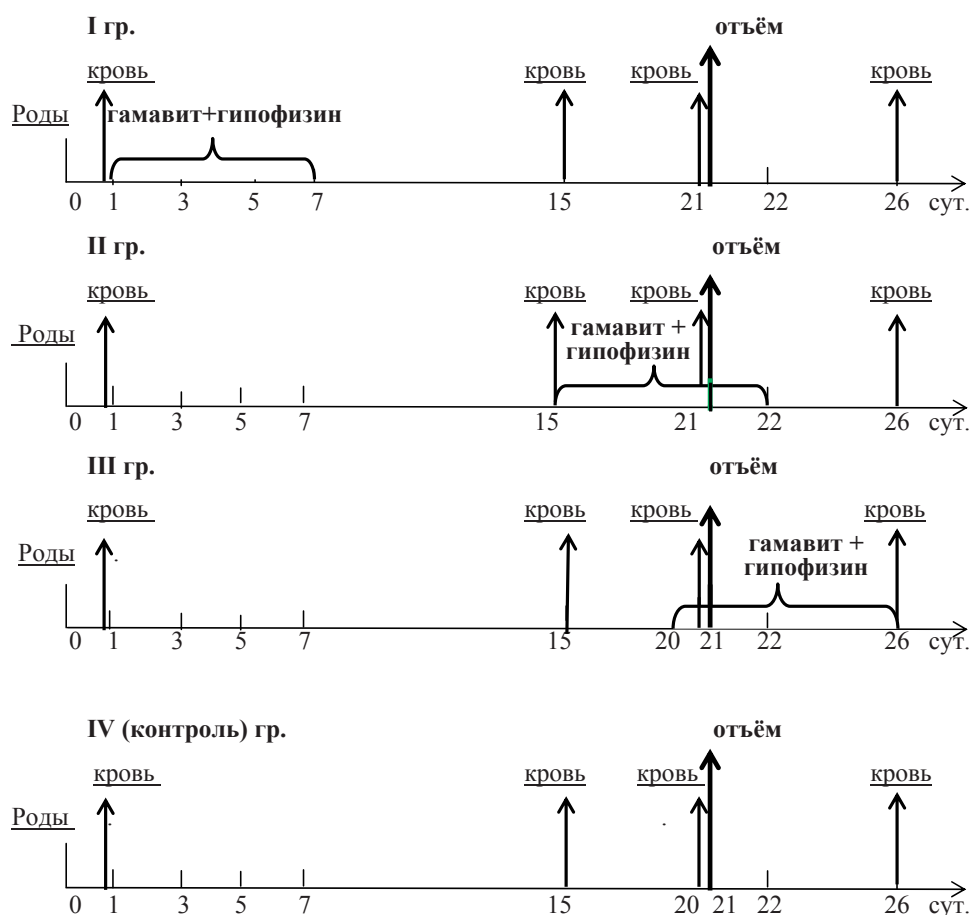 I гр. отъём
кровь кровь кровь кровь
Роды гамавит+гипофизин
0 1 3 5 7 15 21 22 26 сут.
II гр. отъём
кровь кровь кровь кровь
Роды гамавит +
гипофизин
0 1 3 5 7 15 21 22 26 сут.
III гр. отъём
кровь кровь кровь кровь
Роды гамавит +
гипофизин
0 1 3 5 7 15 20 21 22 26 сут.
IV (контроль) гр. отъём
кровь кровь кровь кровь
Роды
0 1 3 5 7 15 20 21 22 26 сут.